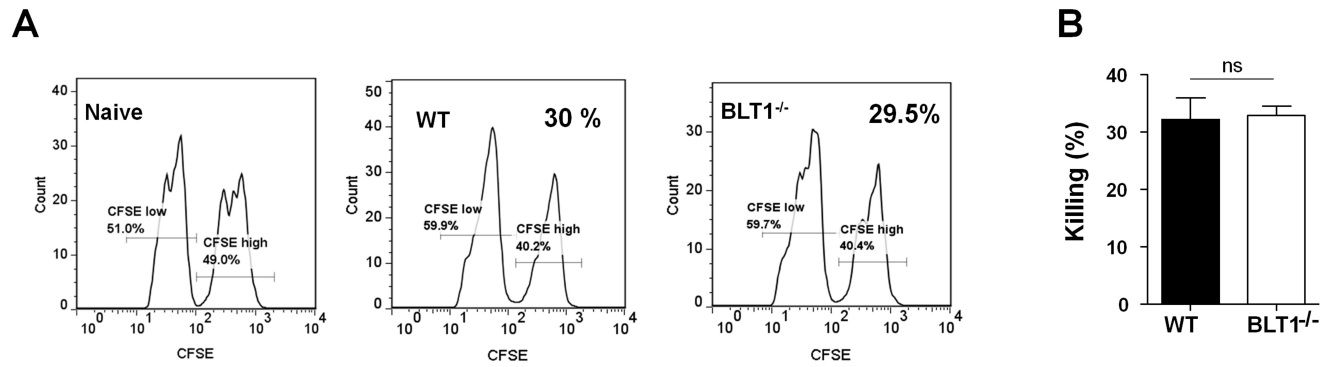 A
B
Naive
WT
30 %
BLT1-/-
29.5%
CFSE low
51.0%
CFSE high
49.0%
CFSE low
59.9%
CFSE high
40.2%
CFSE low
59.7%
CFSE high
40.4%
Count
40
30
20
10
0
10 0 10 1 10 2 10 3 10 4
CFSE
Count
50
40
30
20
10
0
10 0 10 1 10 2 10 3 10 4
CFSE
Count
30
20
10
0
10 0 10 1 10 2 10 3 10 4
CFSE
Killing (%)
40
30
20
10
0
ns
WT
BLT1-/-